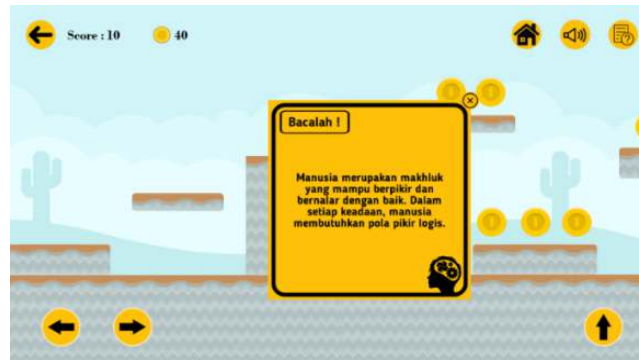 Score : 10
40
Bacalah !
Manusia merupakan makhluk
yang mampu berpikir dan
bernalar dengan baik. Dalam
setiap keadaan, manusia
membutuhkan pola pikir logis.